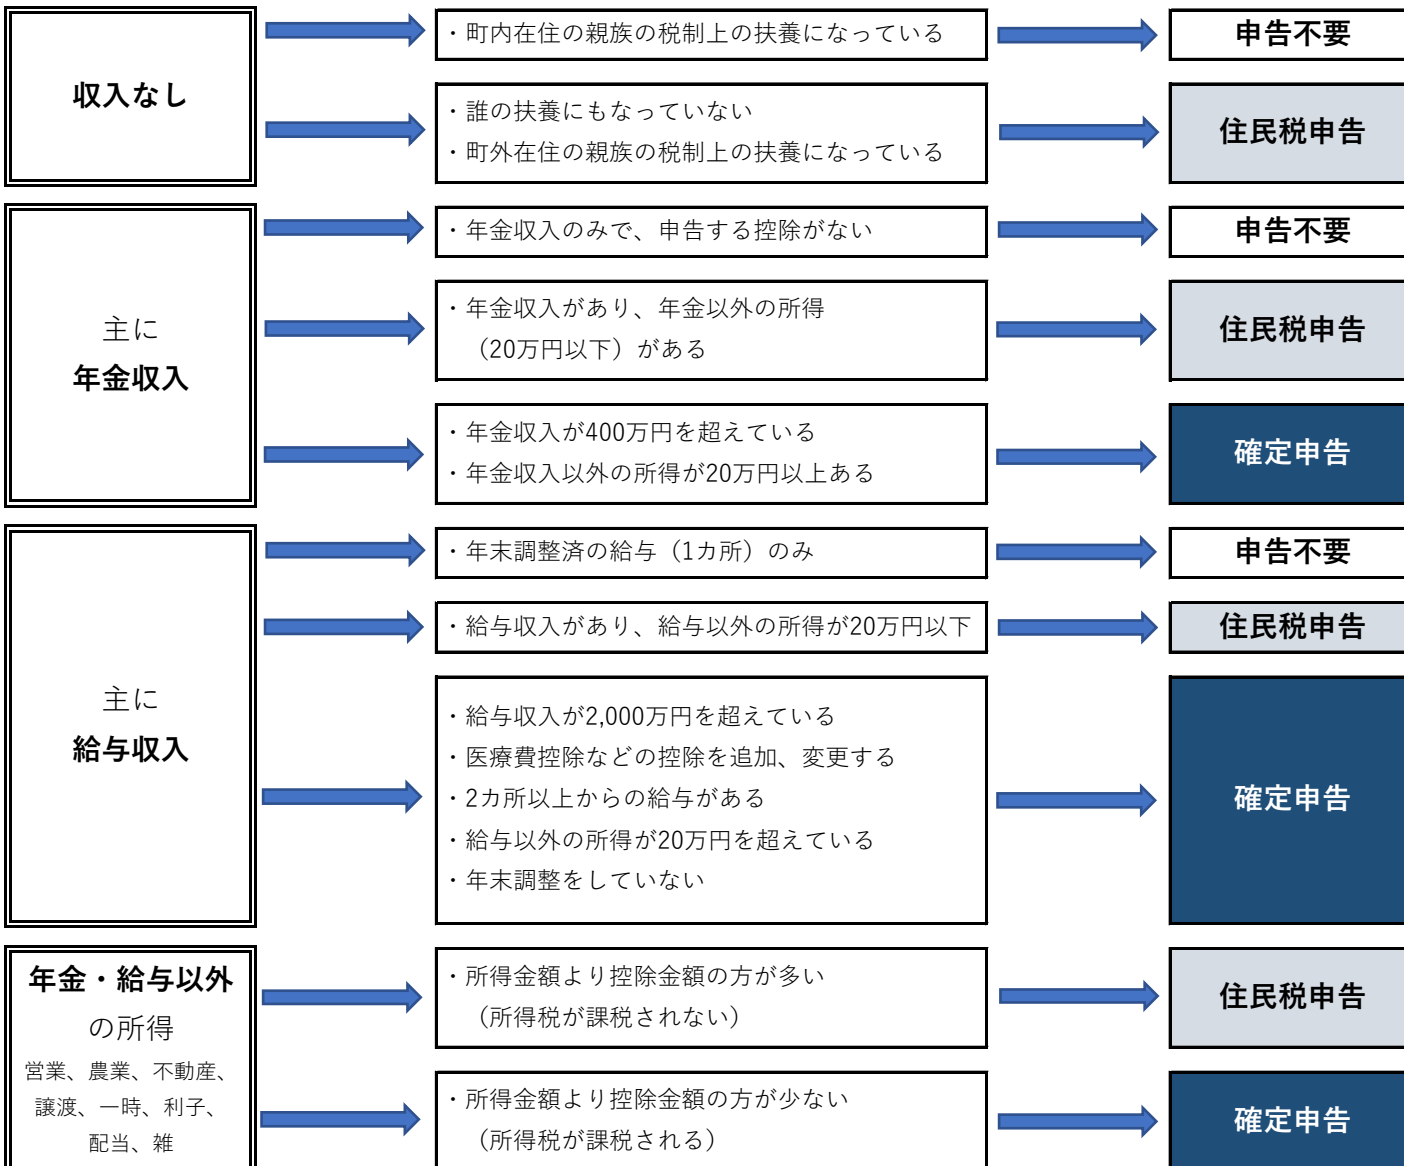 収入なし
・町内在住の親族の税制上の扶養になっている
申告不要
・誰の扶養にもなっていない
・町外在住の親族の税制上の扶養になっている
住民税申告
主に
年金収入
・年金収入のみで、申告する控除がない
申告不要
・年金収入があり、年金以外の所得
（20万円以下）がある
住民税申告
・年金収入が400万円を超えている
・年金収入以外の所得が20万円以上ある
確定申告
主に
給与収入
・年末調整済の給与（1カ所）のみ
申告不要
・給与収入があり、給与以外の所得が20万円以下
住民税申告
・給与収入が2,000万円を超えている
・医療費控除などの控除を追加、変更する
・2カ所以上からの給与がある
・給与以外の所得が20万円を超えている
・年末調整をしていない
確定申告
年金・給与以外
の所得
営業、農業、不動産、
譲渡、一時、利子、
配当、雑
・所得金額より控除金額の方が多い
（所得税が課税されない）
住民税申告
・所得金額より控除金額の方が少ない
（所得税が課税される）
確定申告